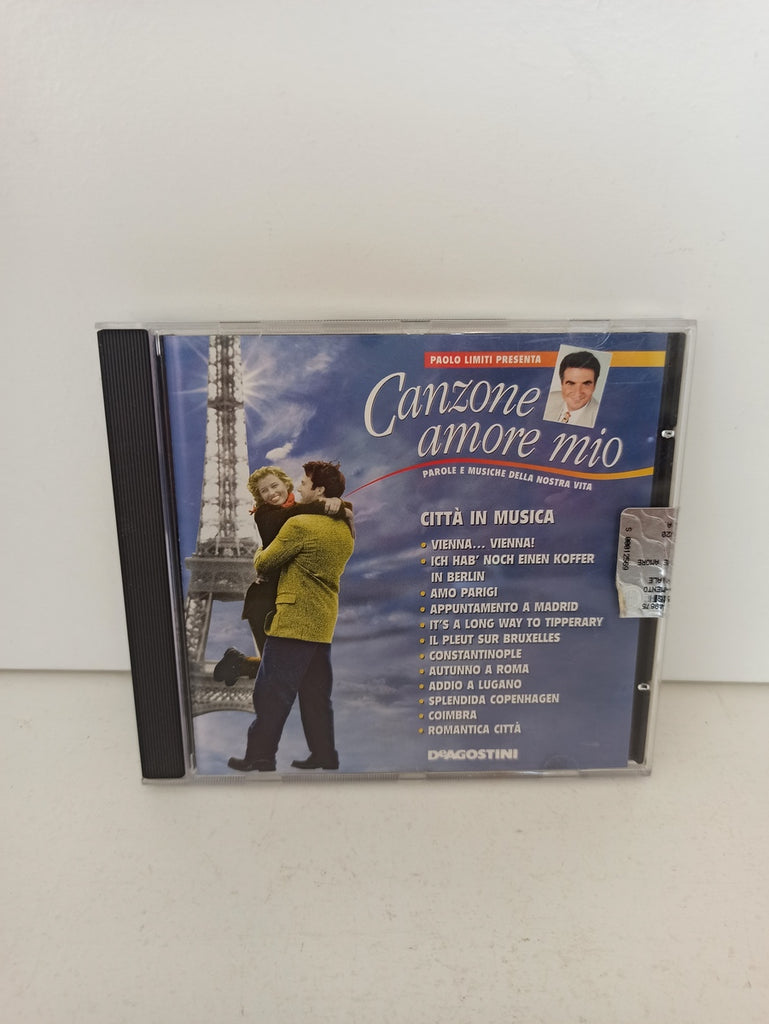 PAOLO LIMITI PRESENTA
Canzone
amore mio
PAROLE E MUSICHE DELLA NOSTRA VITA
CITTÀ IN MUSICA
• VIENNA... VIENNA!
• ICH HAB' NOCH EINEN KOFFER
IN BERLIN
• AMO PARIGI
• APPUNTAMENTO A MADRID
• IT'S A LONG WAY TO TIPPERARY
• IL PLEUT SUR BRUXELLES
• CONSTANTINOPLE
• AUTUNNO A ROMA
• ADDIO A LUGANO
• SPLENDIDA COPENHAGEN
• COIMBRA
• ROMANTICA CITTÀ
DeAGOSTINI